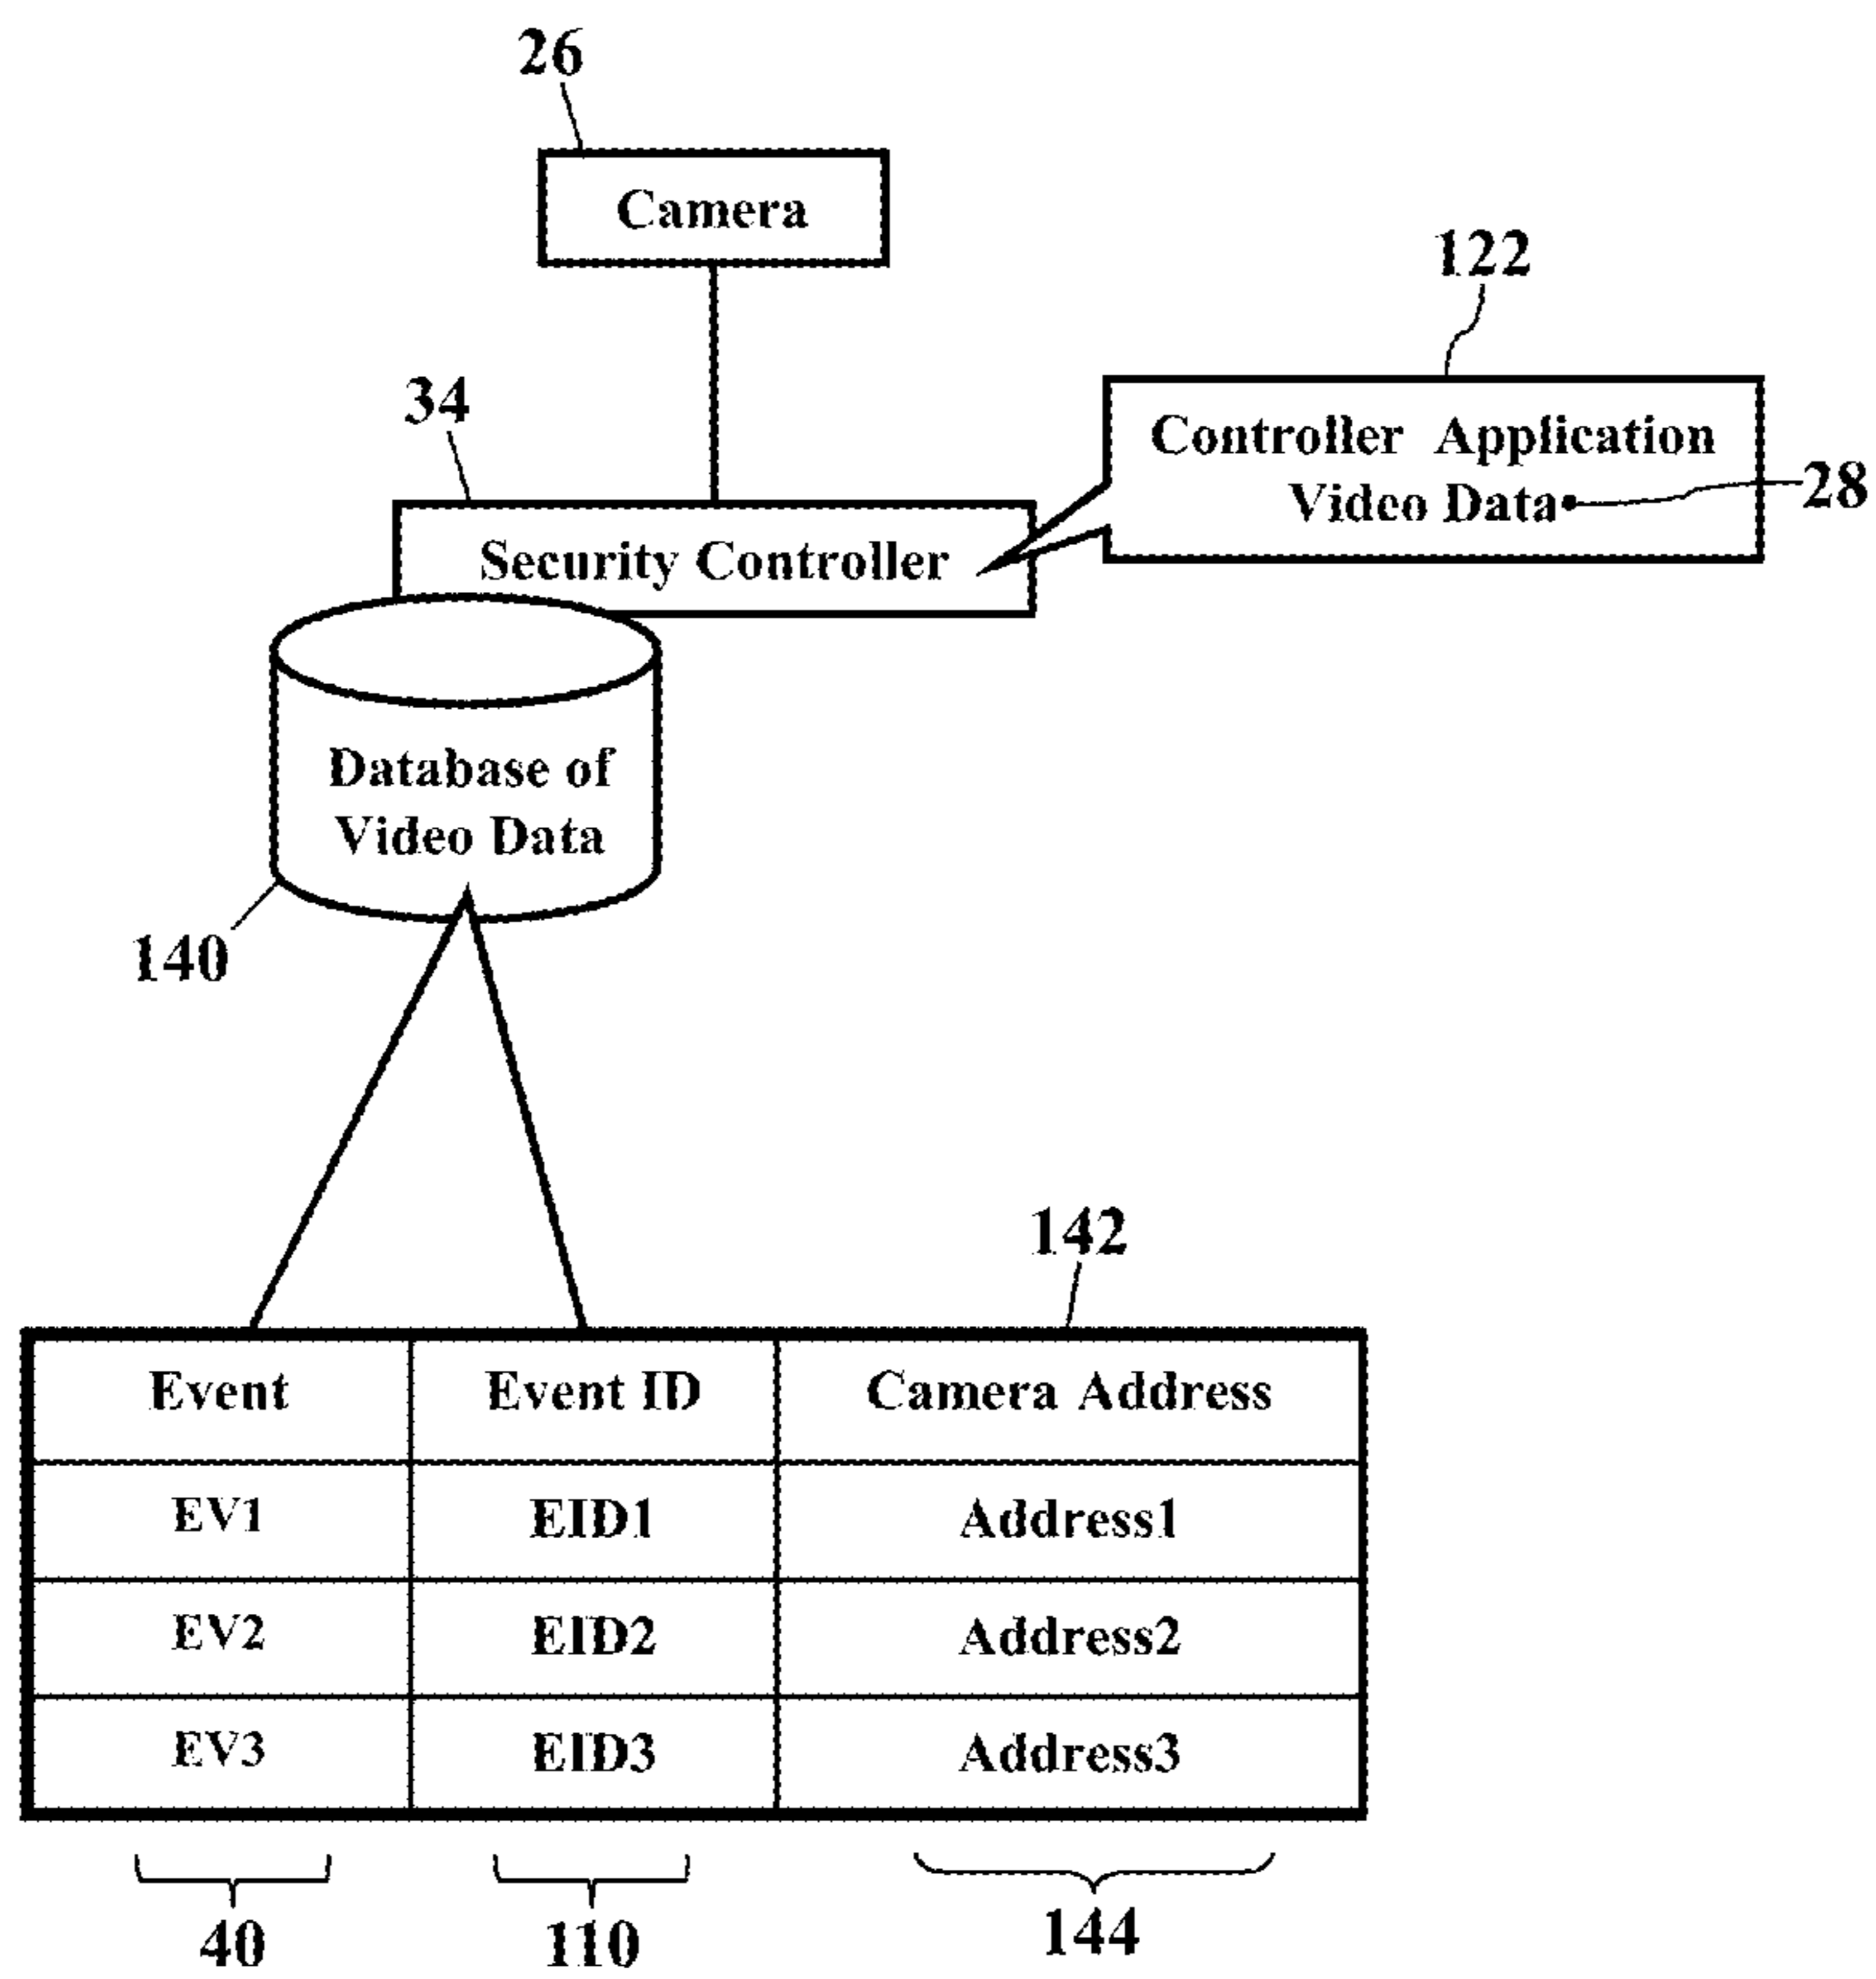 26
Camera
122
34
Controller Application
Video Data
28
Security Controller
Database of
Video Data
140
142
Event Event ID Camera Address
EV1 EID1 Address1
EV2 EID2 Address2
EV3 EID3 Address3
40 110 144